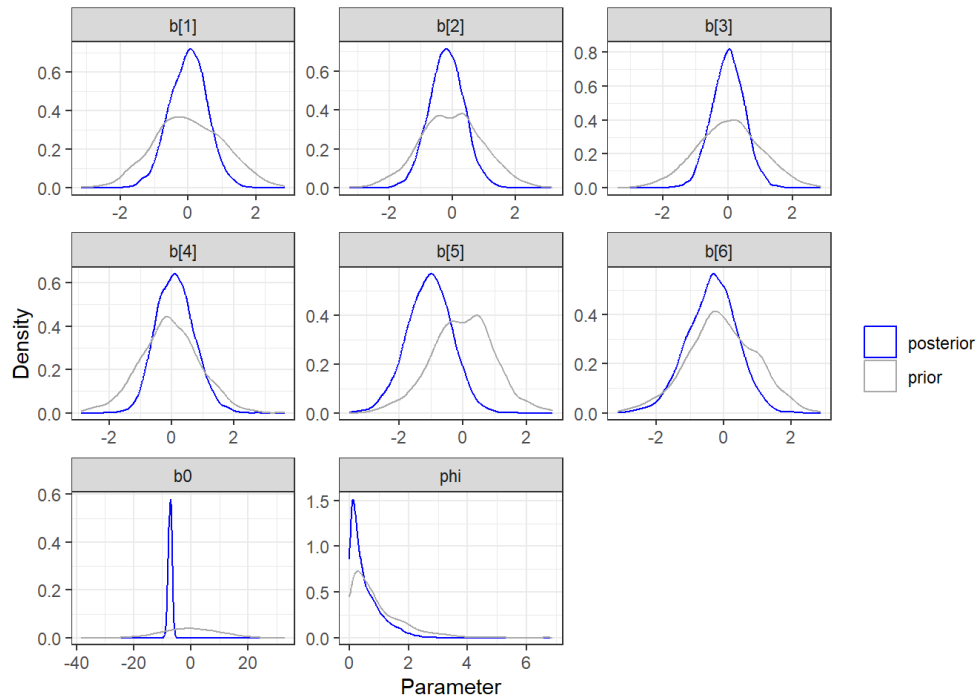 b[1] b[2] b[3]
0.6 0.4 0.2 0.0
-2 0 2
0.6 0.4 0.2 0.0
-2 0 2
0.8 0.6 0.4 0.2 0.0
-2 0 2
b[4] b[5] b[6]
0.6 0.4 0.2 0.0
-2 0 2
0.4 0.2 0.0
-2 0 2
0.6 0.4 0.2 0.0
-2 0 2
b0 phi
0.6 0.4 0.2 0.0
-40 -20 0 20
1.5 1.0 0.5 0.0
0 2 4 6
Density
Parameter
posterior
prior